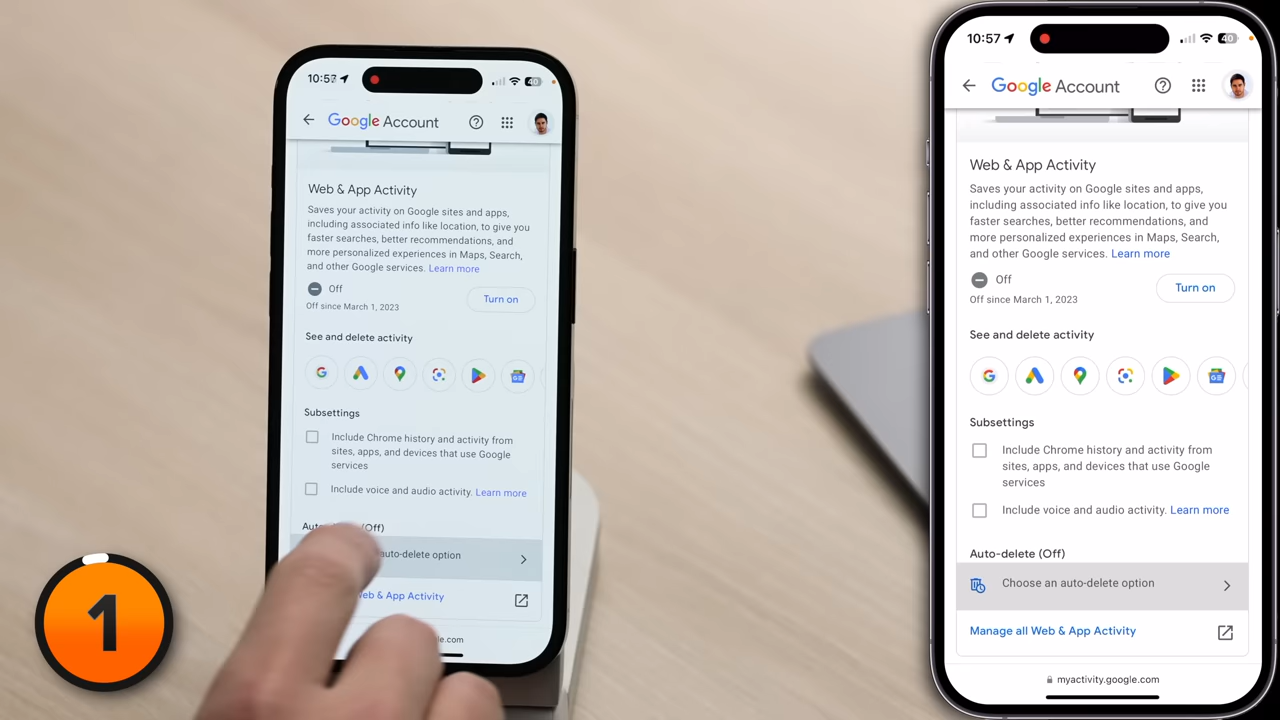 10:57
40
Google Account
Web & App Activity
Saves your activity on Google sites and apps,
including associated info like location, to give you
faster searches, better recommendations, and
more personalized experiences in Maps, Search,
and other Google services. Learn more
Off
Off since March 1, 2023
Turn on
See and delete activity
Subsettings
Include Chrome history and activity from
sites, apps, and devices that use Google
services
Include voice and audio activity. Learn more
(Off)
auto-delete option
Web & App Activity
1
10:57
40
Google Account
Web & App Activity
Saves your activity on Google sites and apps,
including associated info like location, to give you
faster searches, better recommendations, and
more personalized experiences in Maps, Search,
and other Google services. Learn more
Off
Off since March 1, 2023
Turn on
See and delete activity
G
GE
Subsettings
Include Chrome history and activity from
sites, apps, and devices that use Google
services
Include voice and audio activity. Learn more
Auto-delete (Off)
Choose an auto-delete option
Manage all Web & App Activity
myactivity.google.com